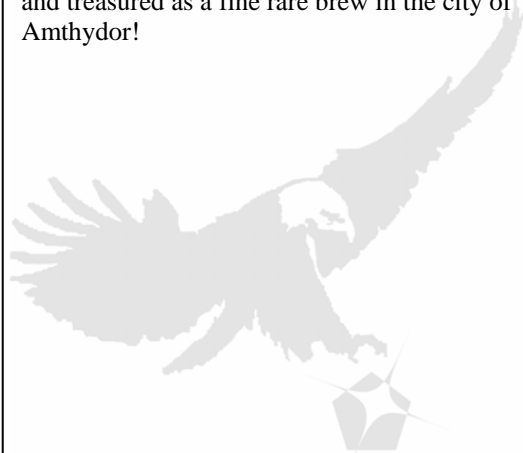 and treasured as a fine rare brew in the city of
Amthydor!